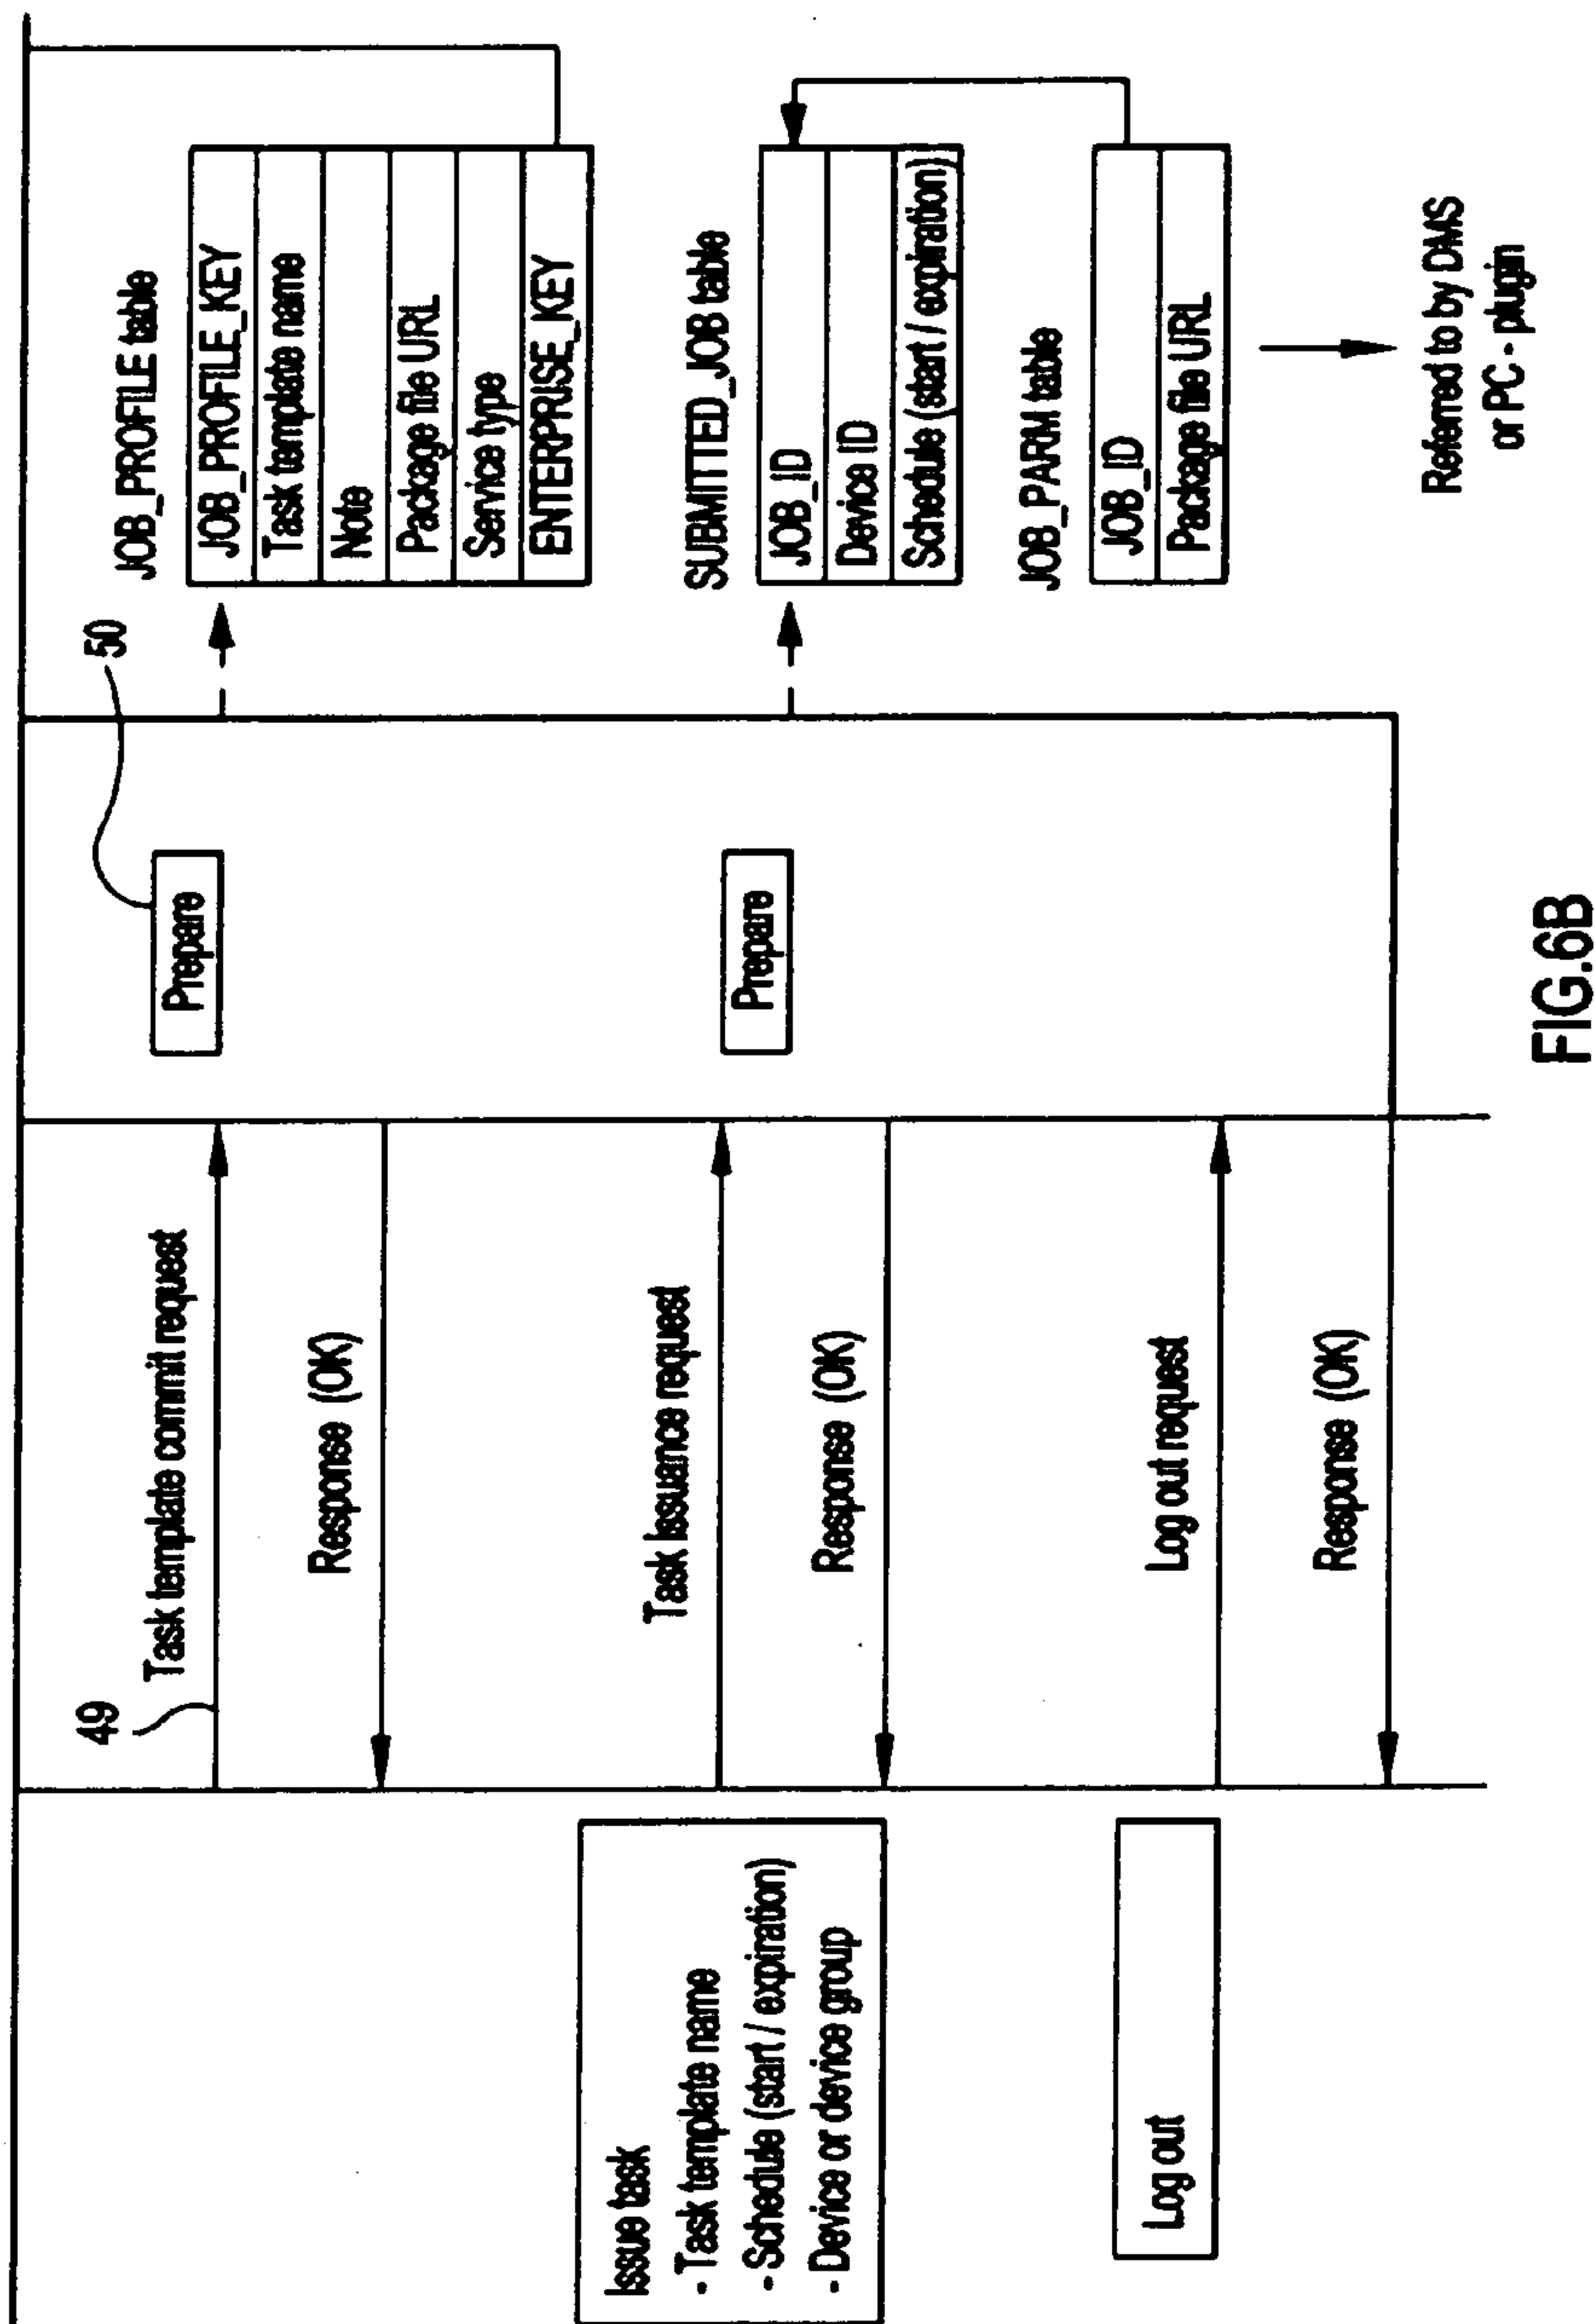 49
Task template commit request
Response (OK)
Prepare
50
JOB_PROFILE table
JOB_PROFILE_KEY
Task template name
Note
Package file URL
Service type
ENTERPRISE_KEY
Issue task
- Task template name
- Schedule (start / expiration)
- Device or device group
Task issuance request
Response (OK)
Prepare
SUBMITTED_JOB table
JOB_ID
Device ID
Schedule (start / expiration)
JOB_PARM table
JOB_ID
Package file URL
Log out
Log out request
Response (OK)
Referred to by DMS
or PC - plugin
FIG.6B